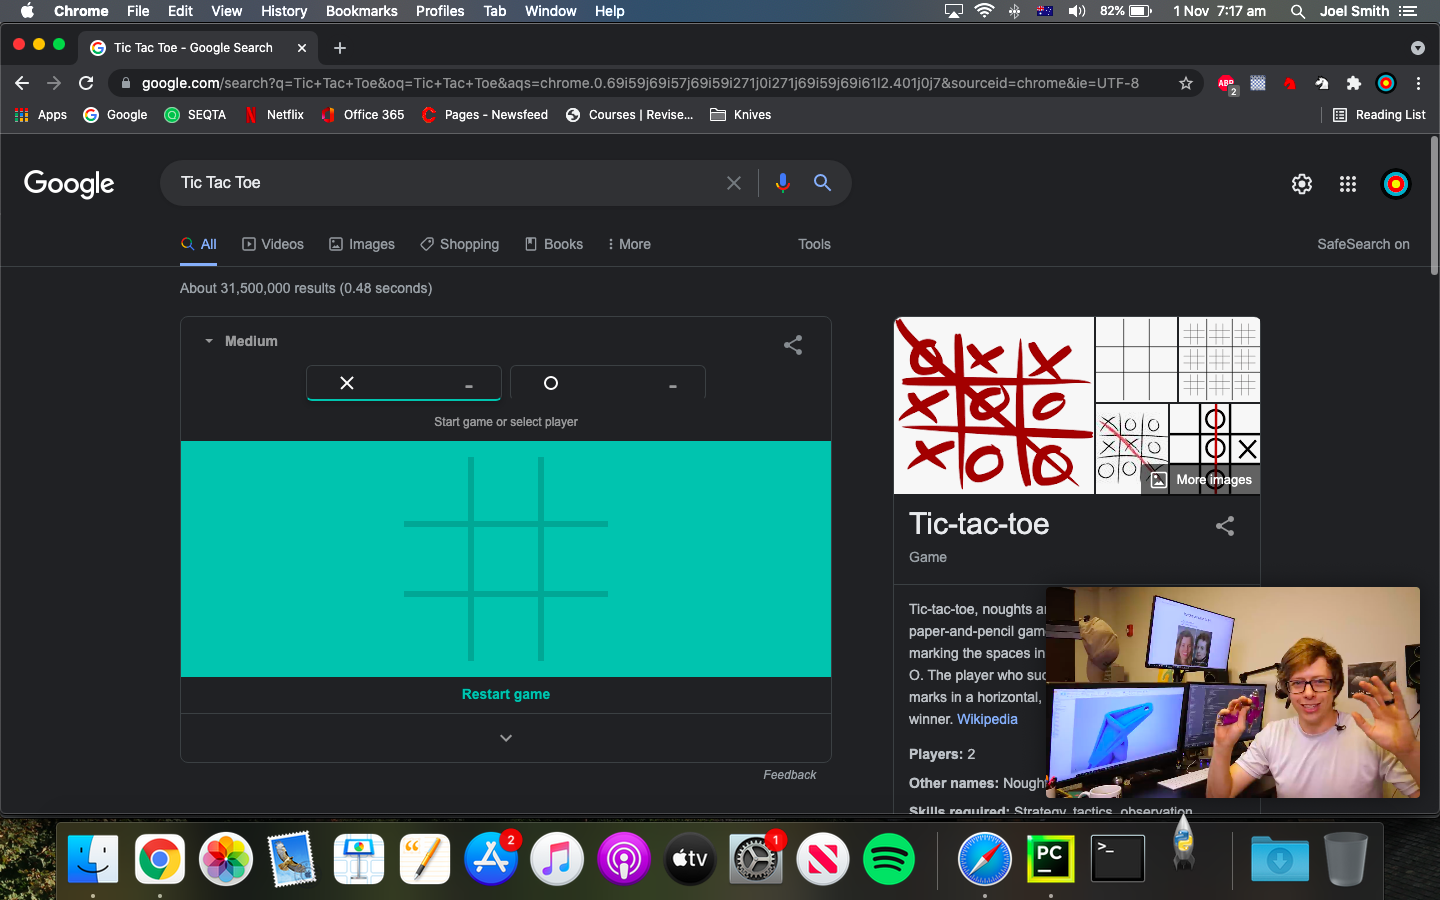 Chrome File Edit View History Bookmarks Profiles Tab Window Help 82% 1 Nov 7:17 am Joel Smith
Tic Tac Toe - Google Search
google.com/search?q=Tic+Tac+Toe&oq=Tic+Tac+Toe&aqs=chrome.0.69i59j69i57j69i59i271j0i271j69i59j69i61l2.401j0j7&sourceid=chrome&ie=UTF-8
ABP 2
Apps Google SEQTA Netflix Office 365 Pages - Newsfeed Courses | Revise... Knives Reading List
Google Tic Tac Toe
All Videos Images Shopping Books More Tools SafeSearch on
About 31,500,000 results (0.48 seconds)
Medium
X - O -
Start game or select player
Restart game
Feedback
More images
Tic-tac-toe
Game
Tic-tac-toe, noughts a
paper-and-pencil gam
marking the spaces in
O. The player who suc
marks in a horizontal,
winner. Wikipedia
Players: 2
Other names: Nough
Skills required: Strategy, tactics, observation
2 tv 1 PC >_